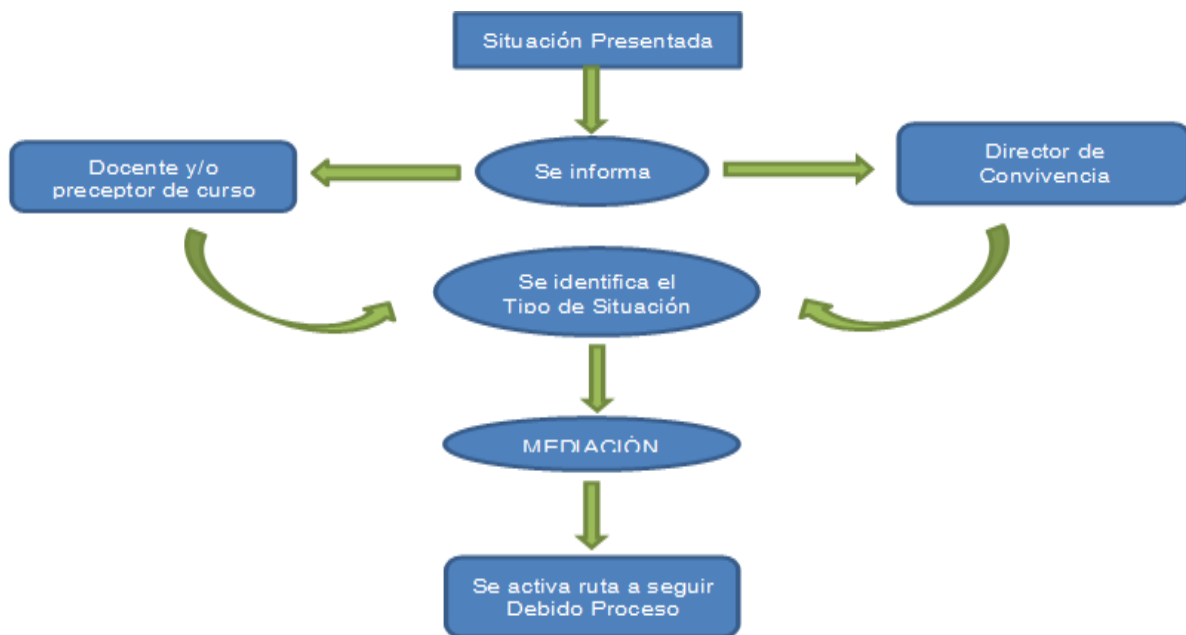 Situación Presentada
Se informa
Docente y/o
preceptor de curso
Director de
Convivencia
Se identifica el
Tipo de Situación
MEDIACIÓN
Se activa ruta a seguir
Debido Proceso